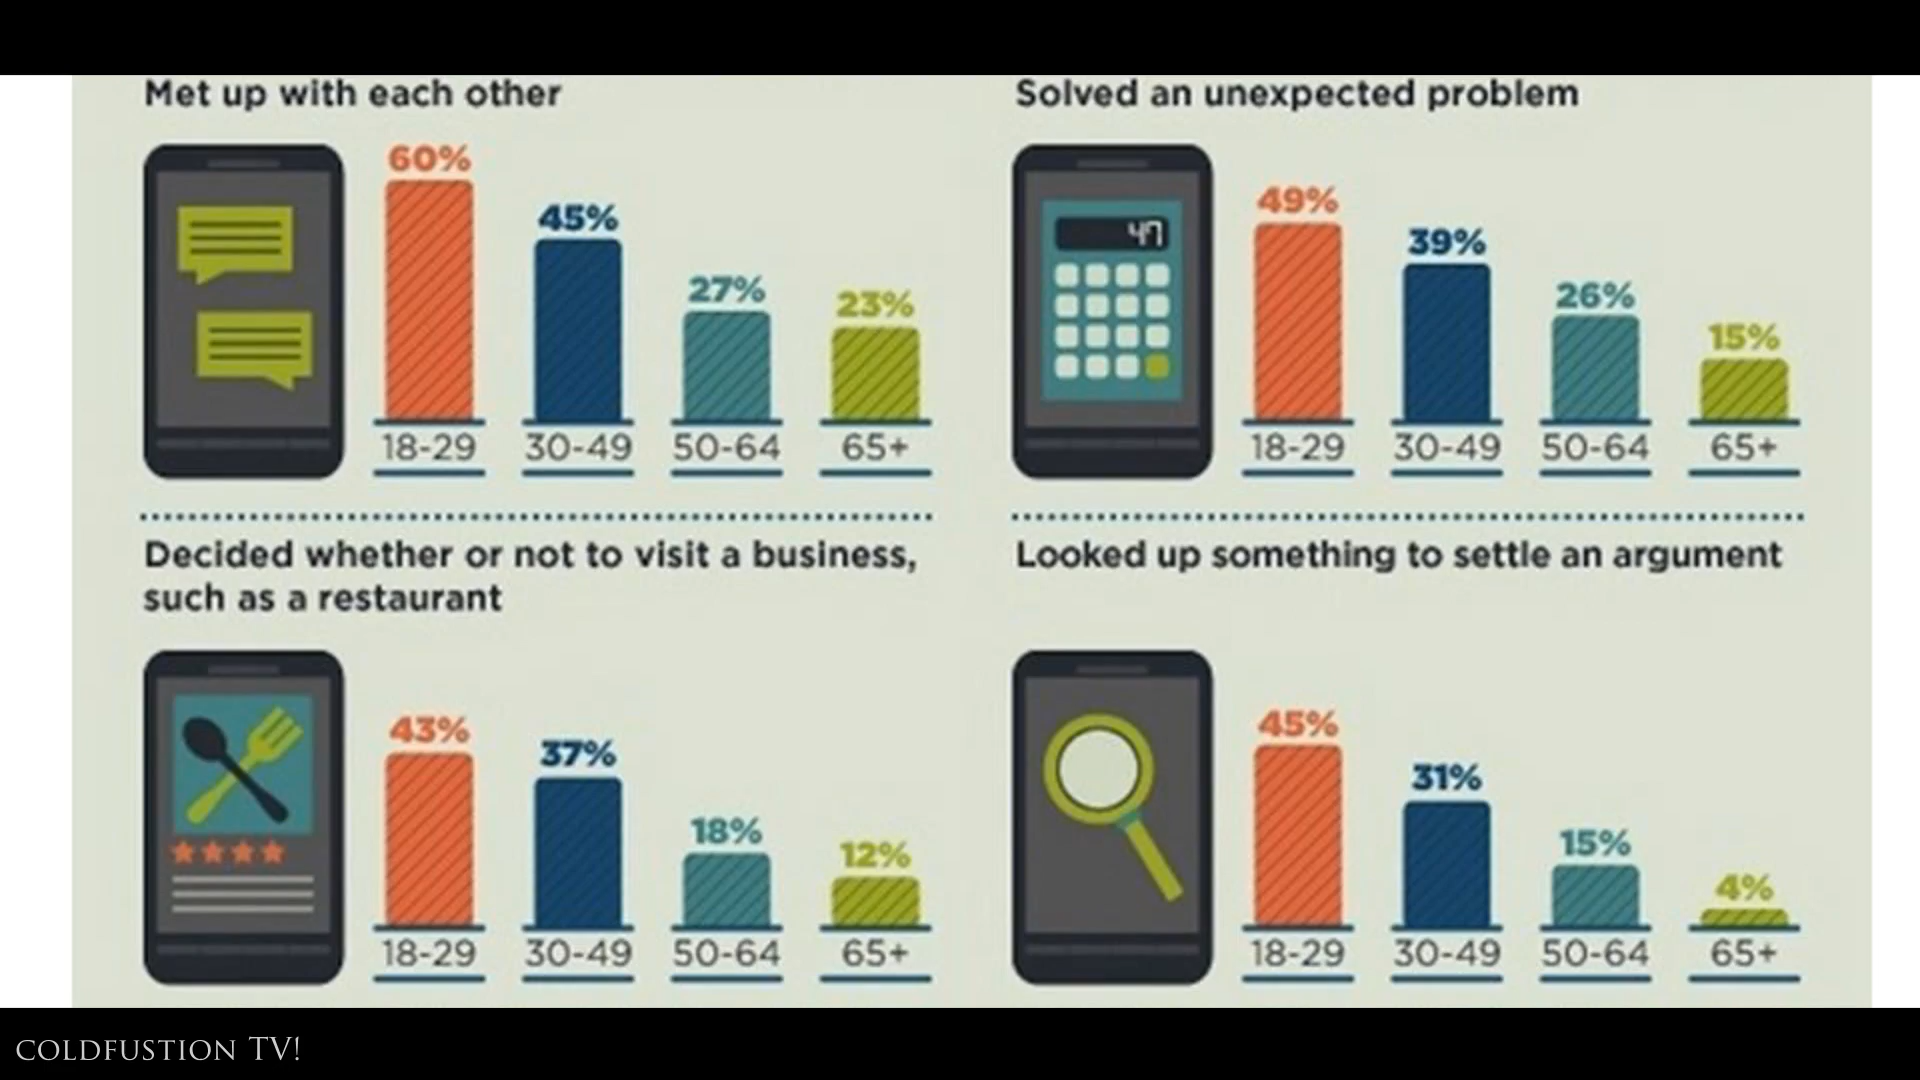 Met up with each other
60%
45%
27%
23%
18-29 30-49 50-64 65+
Solved an unexpected problem
47
49%
39%
26%
15%
18-29 30-49 50-64 65+
Decided whether or not to visit a business,
such as a restaurant
43%
37%
18%
12%
18-29 30-49 50-64 65+
Looked up something to settle an argument
45%
31%
15%
4%
18-29 30-49 50-64 65+
COLDFUSTION TV!